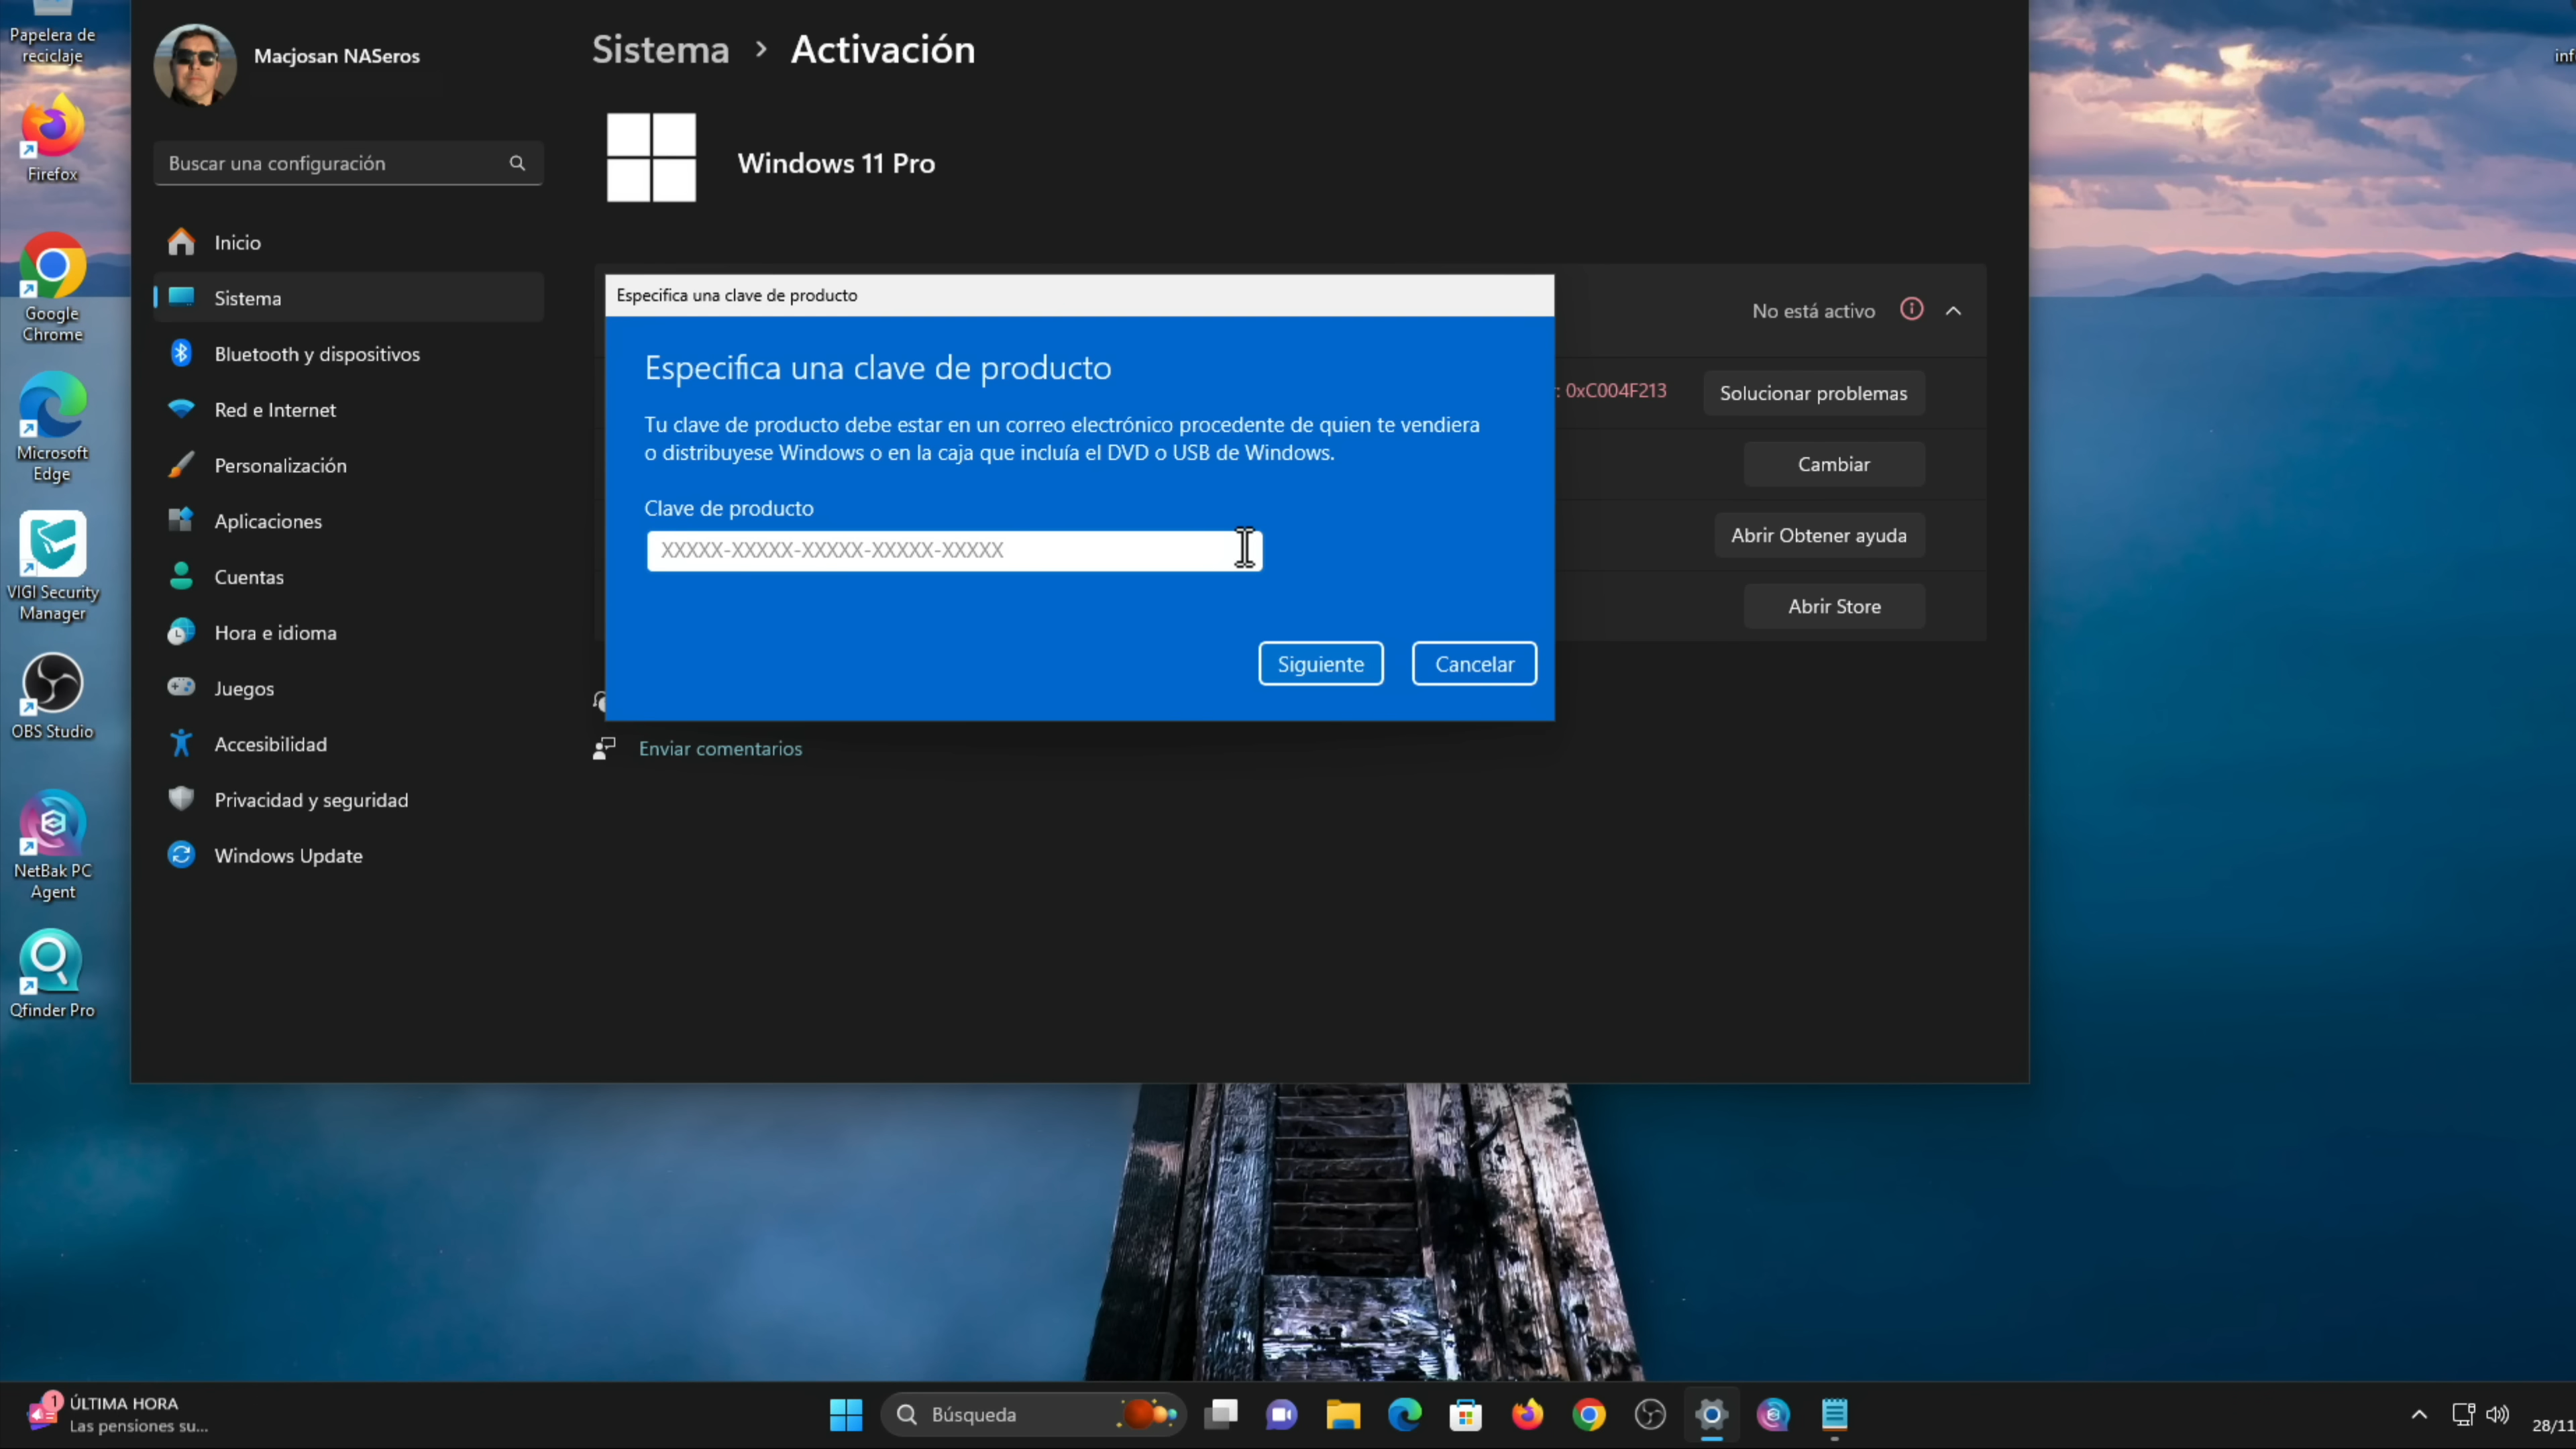 Papelera de
reciclaje
Firefox
Google
Chrome
Microsoft
Edge
VIGI Security
Manager
OBS Studio
NetBak PC
Agent
Qfinder Pro
Macjosan NASeros
Buscar una configuración
Inicio
Sistema
Bluetooth y dispositivos
Red e Internet
Personalización
Aplicaciones
Cuentas
Hora e idioma
Juegos
Accesibilidad
Privacidad y seguridad
Windows Update
Sistema > Activación
Windows 11 Pro
No está activo
: 0xC004F213
Solucionar problemas
Cambiar
Abrir Obtener ayuda
Abrir Store
Especifica una clave de producto
Especifica una clave de producto
Tu clave de producto debe estar en un correo electrónico procedente de quien te vendiera
o distribuyese Windows o en la caja que incluía el DVD o USB de Windows.
Clave de producto
XXXXX-XXXXX-XXXXX-XXXXX-XXXXX
Siguiente
Cancelar
Enviar comentarios
inf
1
ÚLTIMA HORA
Las pensiones su...
Búsqueda
28/11